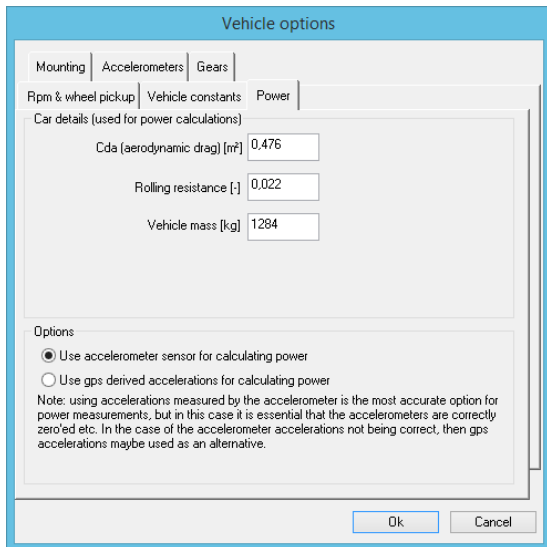 Vehicle options
Mounting
Accelerometers
Gears
Rpm & wheel pickup
Vehicle constants
Power
Car details (used for power calculations)
Cda (aerodynamic drag) [m²] 0,476
Rolling resistance [-] 0,022
Vehicle mass [kg] 1284
Options
Use accelerometer sensor for calculating power
Use gps derived accelerations for calculating power
Note: using accelerations measured by the accelerometer is the most accurate option for
power measurements, but in this case it is essential that the accelerometers are correctly
zero'ed etc. In the case of the accelerometer accelerations not being correct, then gps
accelerations maybe used as an alternative.
Ok
Cancel